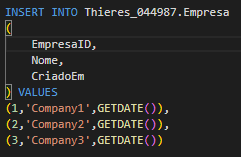 INSERT INTO Thieres_044987.Empresa
(
EmpresaID,
Nome,
CriadoEm
) VALUES
(1,'Company1',GETDATE()),
(2,'Company2',GETDATE()),
(3,'Company3',GETDATE())